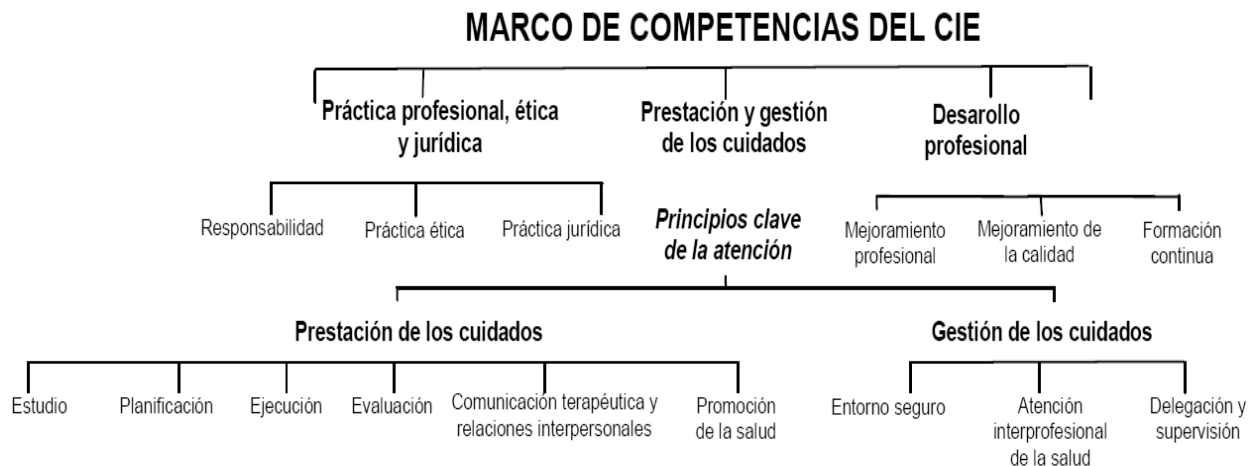 MARCO DE COMPETENCIAS DEL CIE
Práctica profesional, ética
y jurídica
Prestación y gestión
de los cuidados
Desarollo
profesional
Responsabilidad
Práctica ética
Práctica jurídica
Principios clave
de la atención
Mejoramiento
profesional
Mejoramiento de
la calidad
Formación
continua
Prestación de los cuidados
Gestión de los cuidados
Estudio
Planificación
Ejecución
Evaluación
Comunicación terapéutica y
relaciones interpersonales
Promoción
de la salud
Entorno seguro
Atención
interprofesional
de la salud
Delegación y
supervisión